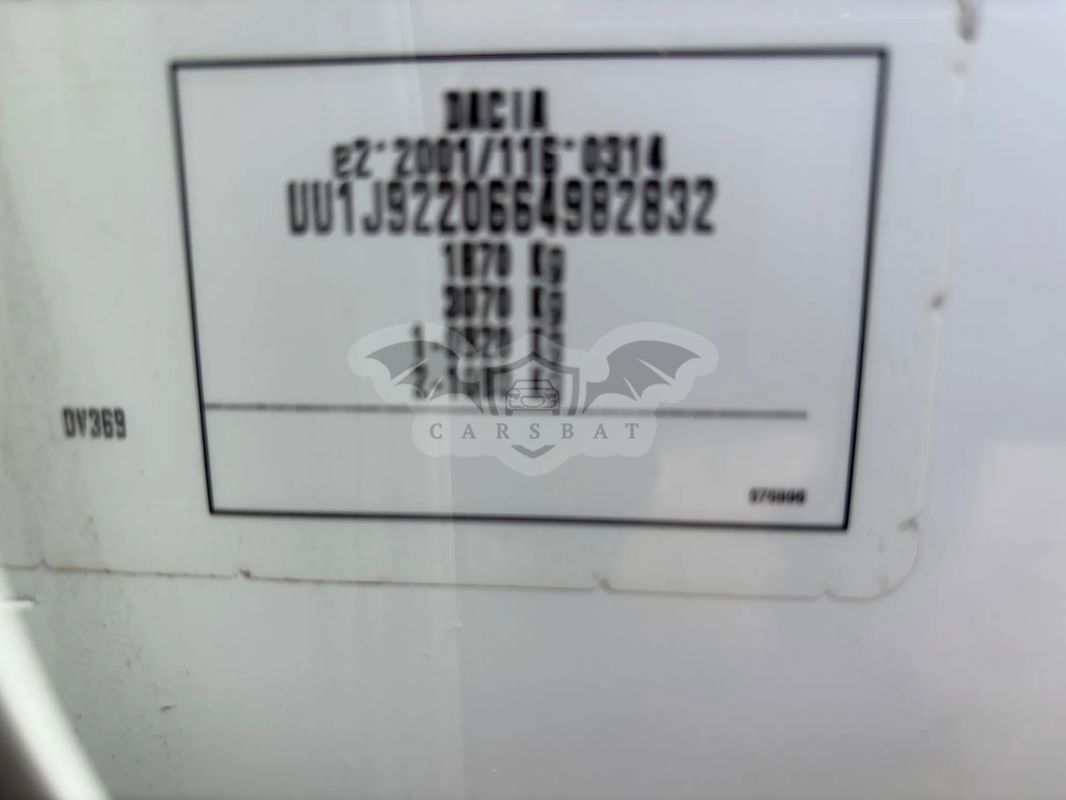 DACIA
e2*2001/116*0314
UU1J9220664982832
1870 Kg
3070 Kg
DV369
CARSBAT